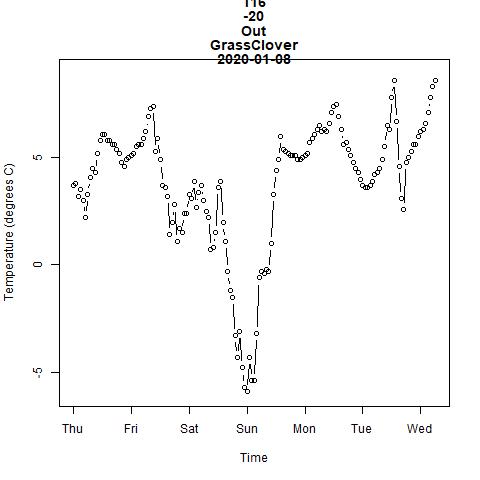 T16
-20
Out
GrassClover
2020-01-08
Temperature (degrees C)
5
0
-5
Thu
Fri
Sat
Sun
Mon
Tue
Wed
Time